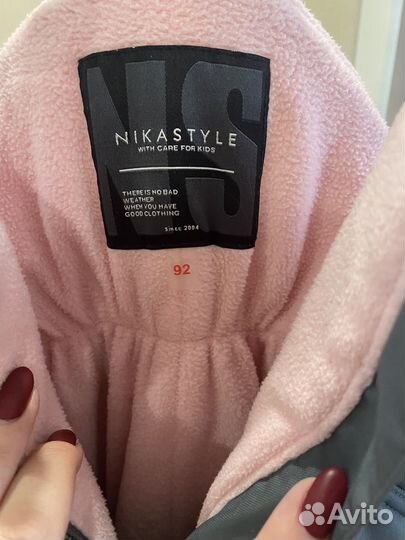 NS
NIKASTYLE
WITH CARE FOR KIDS
THERE IS NO BAD
WEATHER
WHEN YOU HAVE
GOOD CLOTHING
SINCE 2004
92
Avito